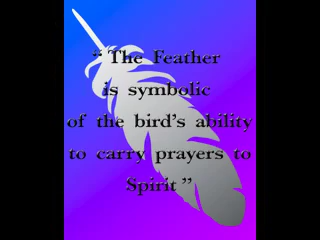 “ The Feather
is symbolic
of the bird’s ability
to carry prayers to
Spirit ”